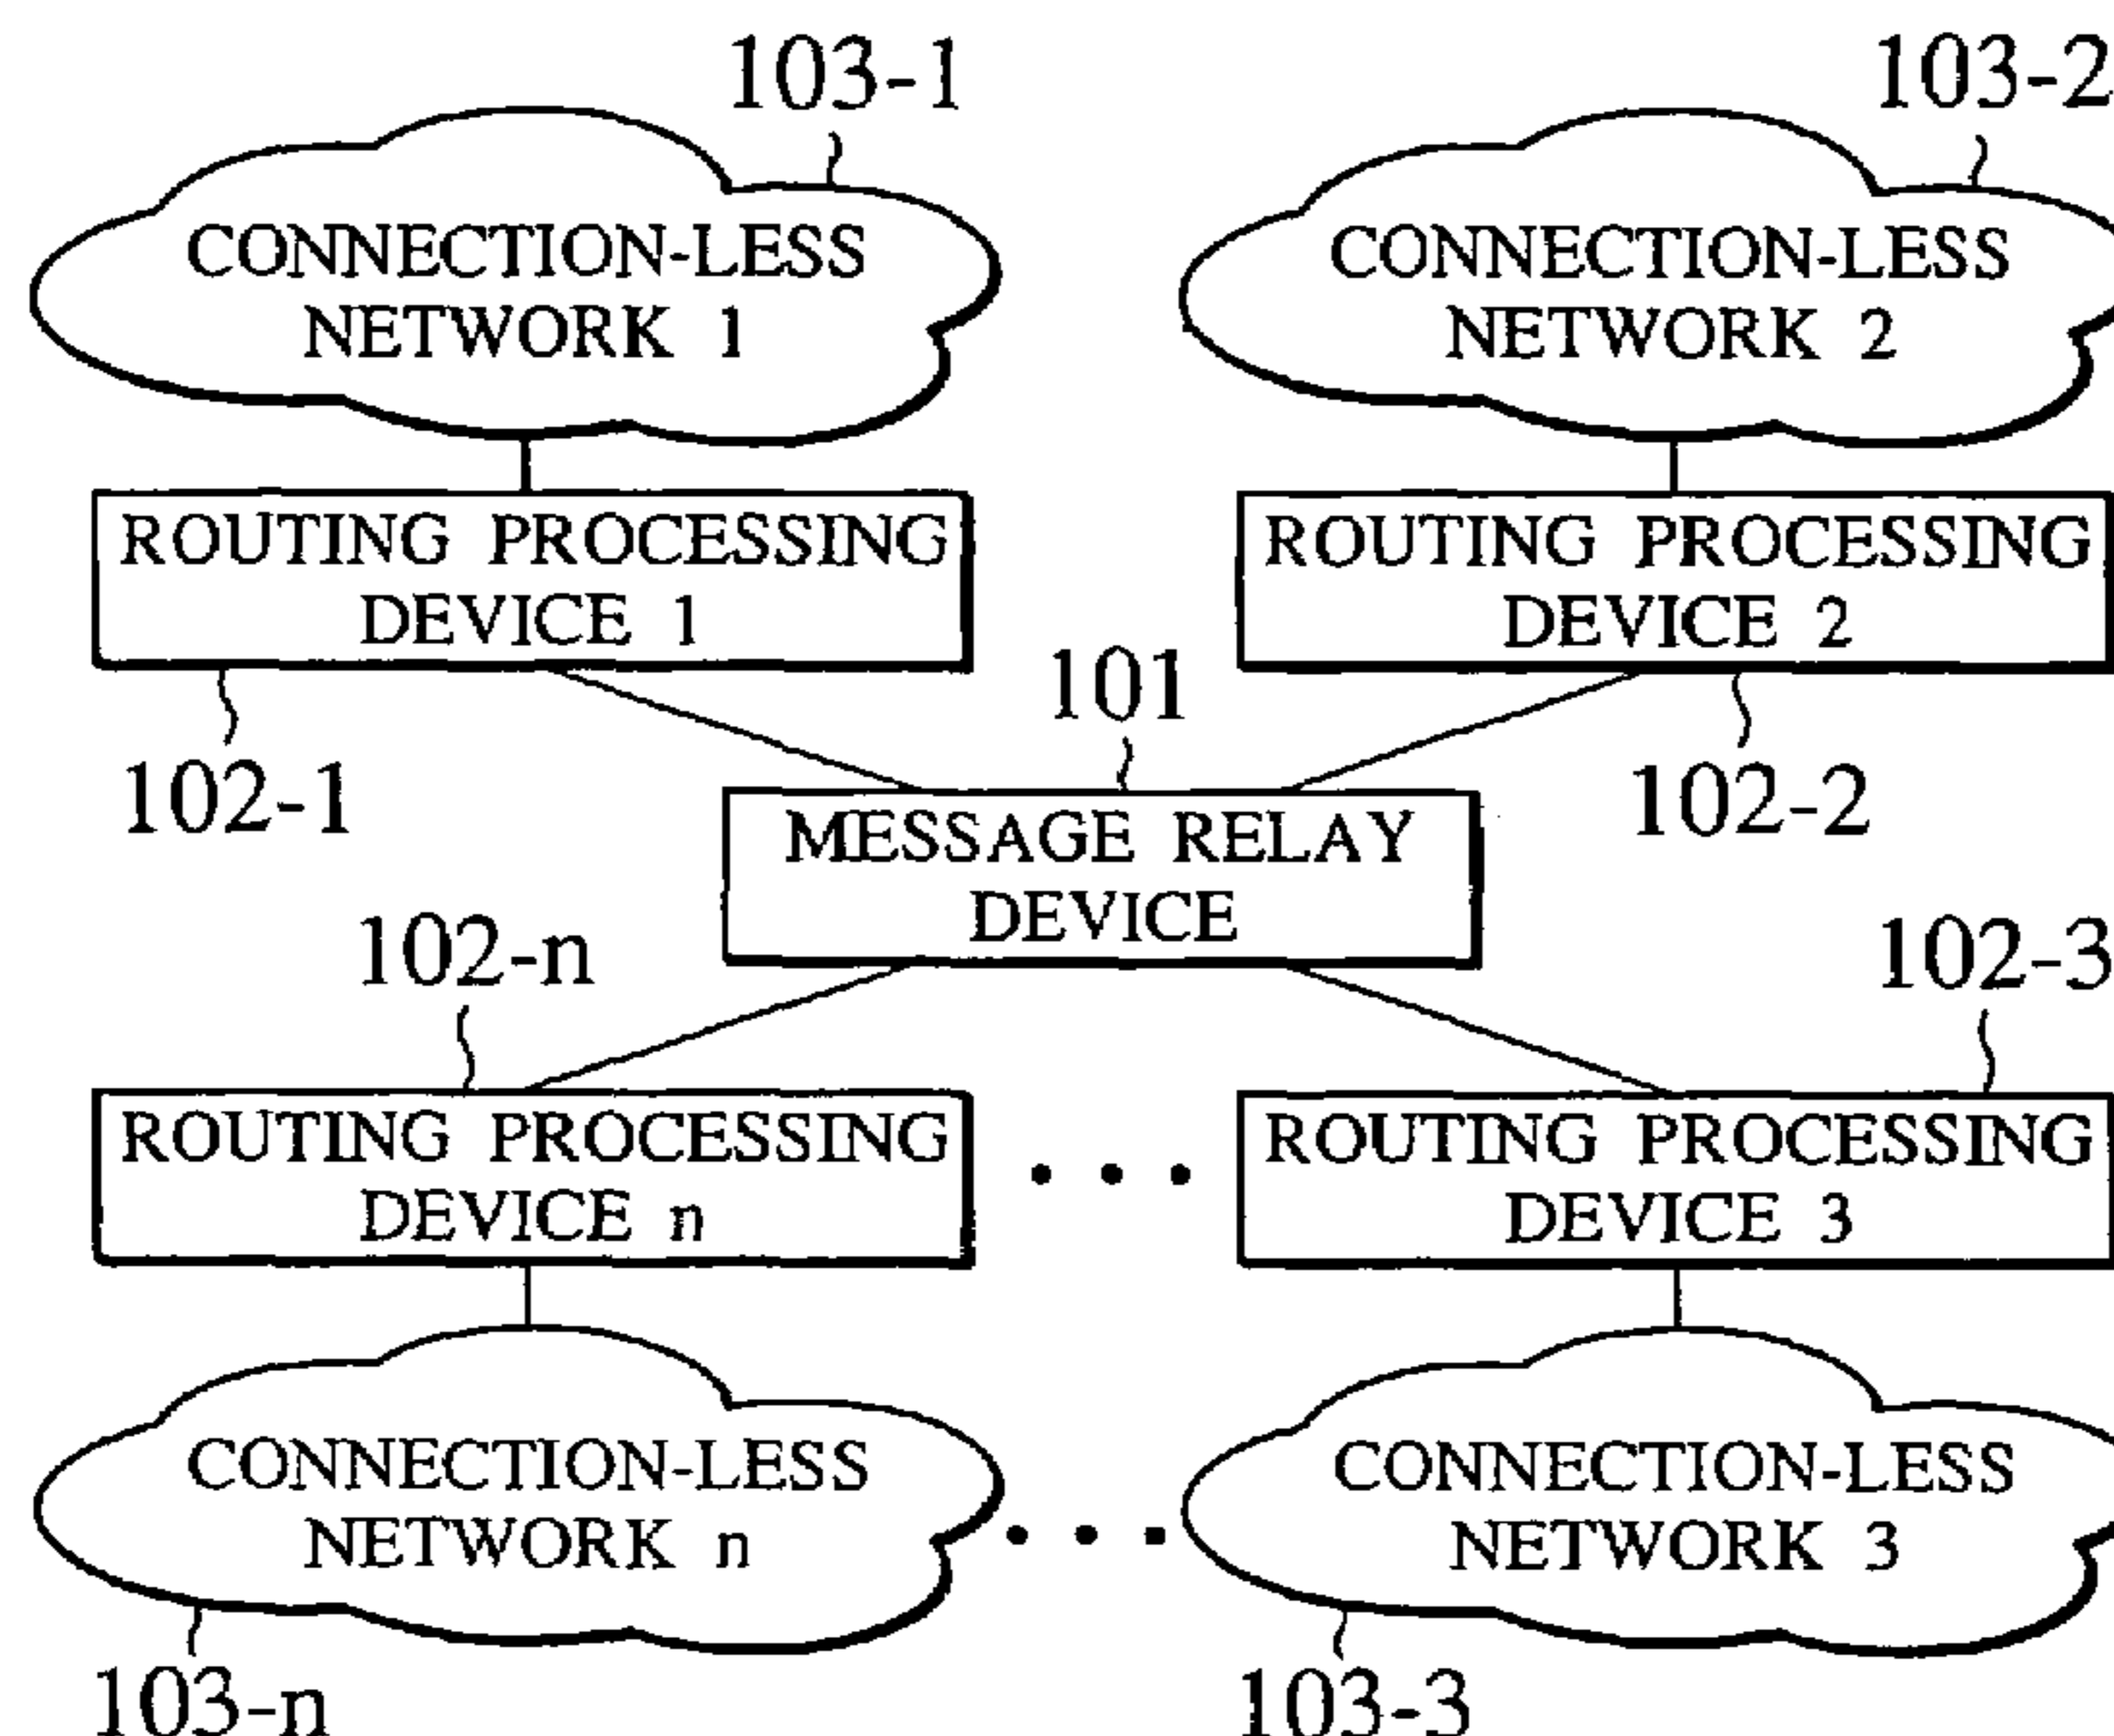 103-1
103-2
CONNECTION-LESS
NETWORK 1
CONNECTION-LESS
NETWORK 2
ROUTING PROCESSING
DEVICE 1
ROUTING PROCESSING
DEVICE 2
101
102-1
102-2
MESSAGE RELAY
DEVICE
102-n
102-3
ROUTING PROCESSING
DEVICE n
ROUTING PROCESSING
DEVICE 3
CONNECTION-LESS
NETWORK n
CONNECTION-LESS
NETWORK 3
103-n
103-3